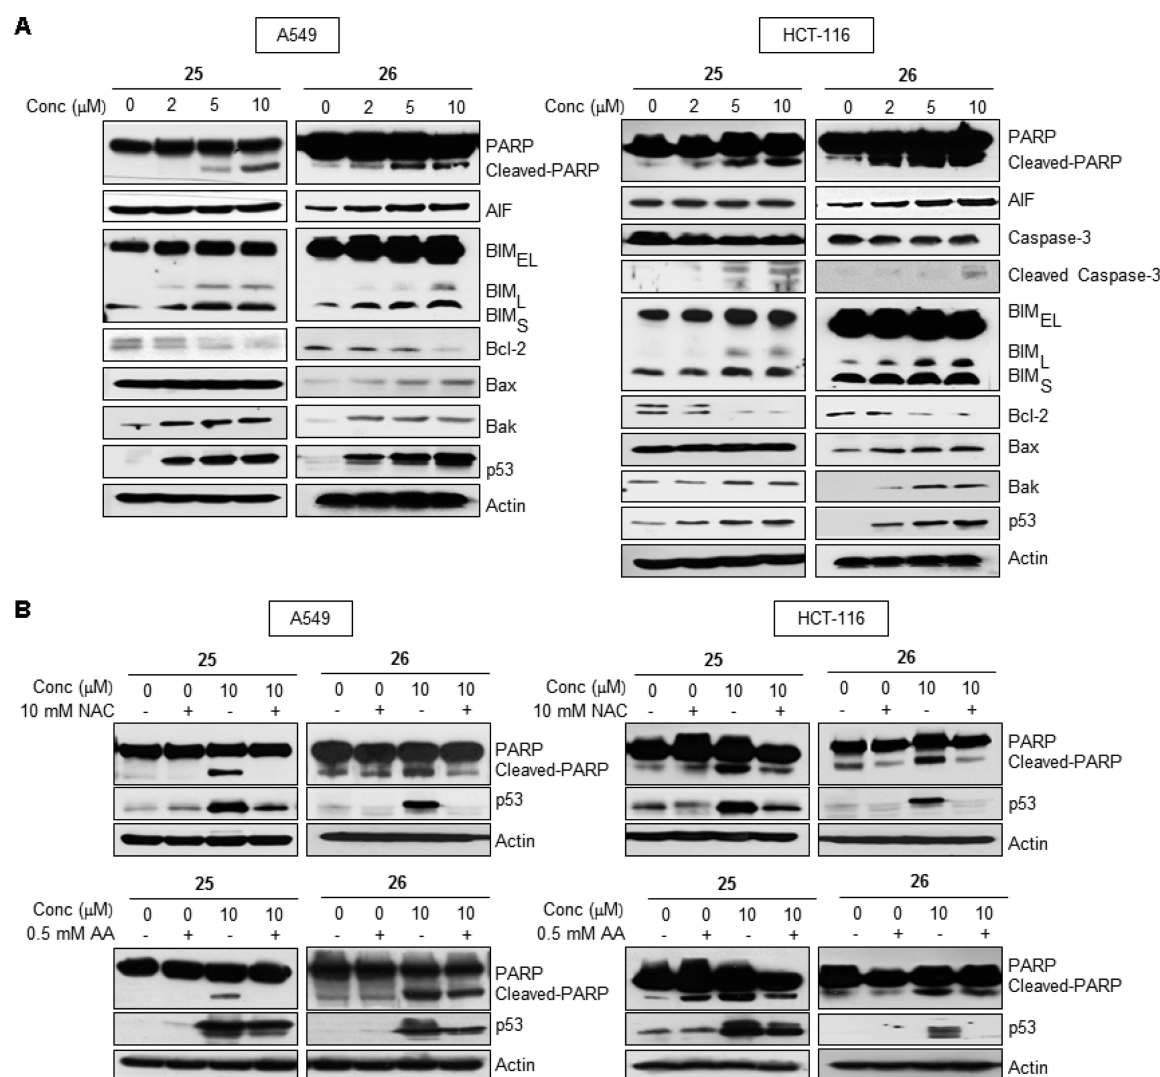 A
A549
HCT-116
25 26
25 26
Conc (μM) 0 2 5 10 0 2 5 10
Conc (μM) 0 2 5 10 0 2 5 10
PARP
Cleaved-PARP
AIF
BIMEL
BIML
BIMS
Bcl-2
Bax
Bak
p53
Actin
PARP
Cleaved-PARP
AIF
Caspase-3
Cleaved Caspase-3
BIMEL
BIML
BIMS
Bcl-2
Bax
Bak
p53
Actin
B
A549
HCT-116
25 26
Conc (μM) 0 0 10 10 0 0 10 10
10 mM NAC - + - + - + - +
PARP
Cleaved-PARP
p53
Actin
25 26
Conc (μM) 0 0 10 10 0 0 10 10
10 mM NAC - + - + - + - +
PARP
Cleaved-PARP
p53
Actin
25 26
Conc (μM) 0 0 10 10 0 0 10 10
0.5 mM AA - + - + - + - +
PARP
Cleaved-PARP
p53
Actin
25 26
Conc (μM) 0 0 10 10 0 0 10 10
0.5 mM AA - + - + - + - +
PARP
Cleaved-PARP
p53
Actin